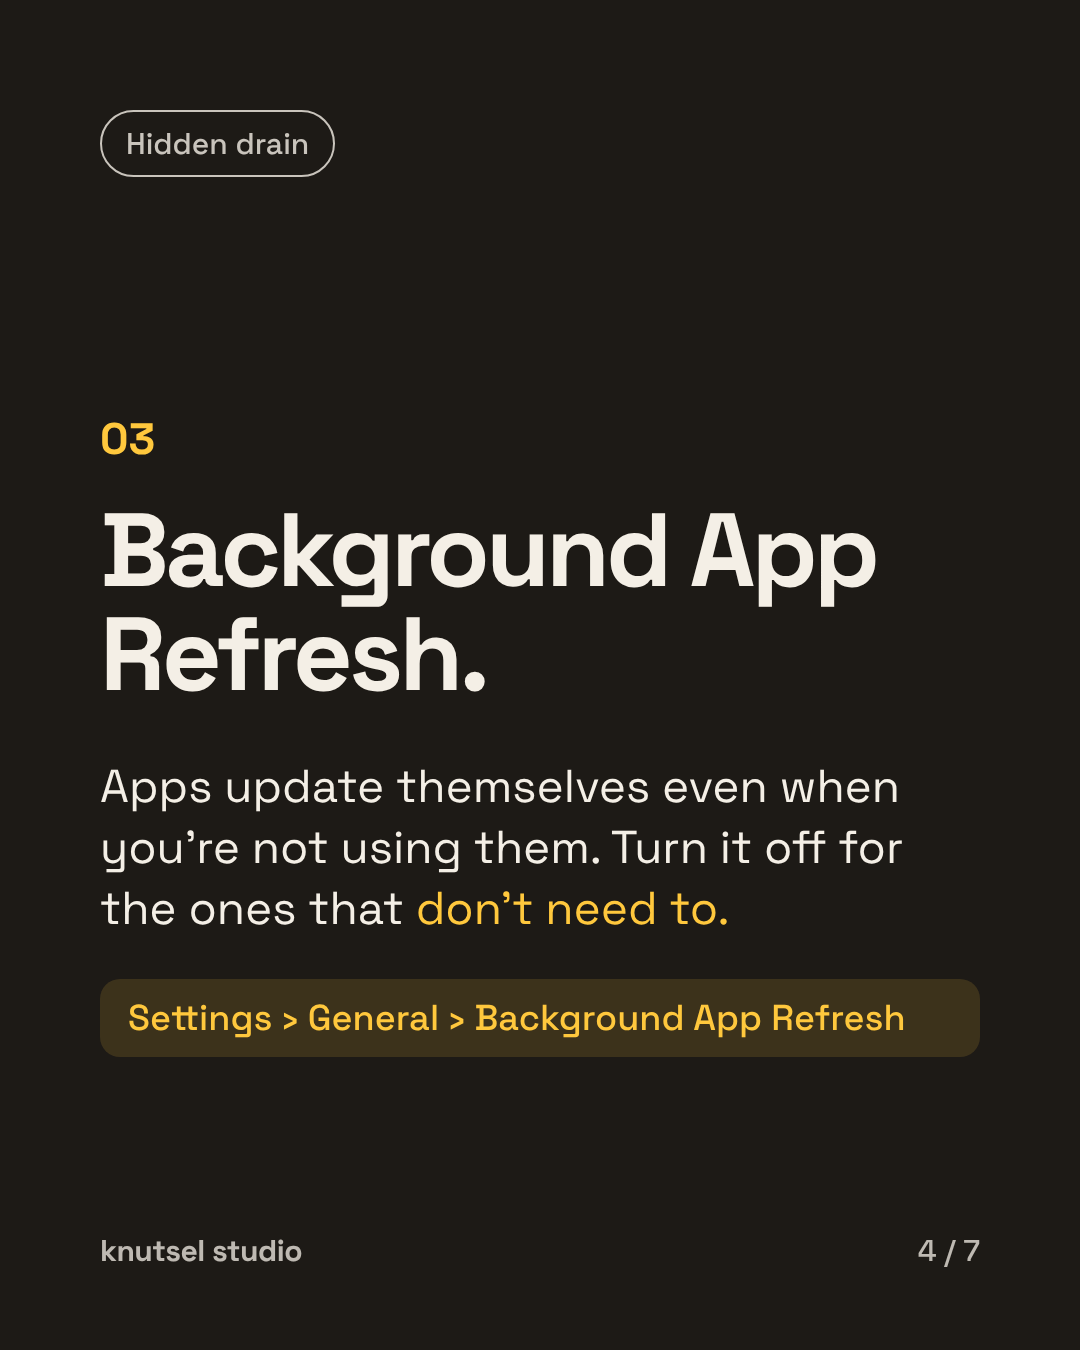 Hidden drain
03
Background App
Refresh.
Apps update themselves even when
you’re not using them. Turn it off for
the ones that don’t need to.
Settings > General > Background App Refresh
knutsel studio
4 / 7